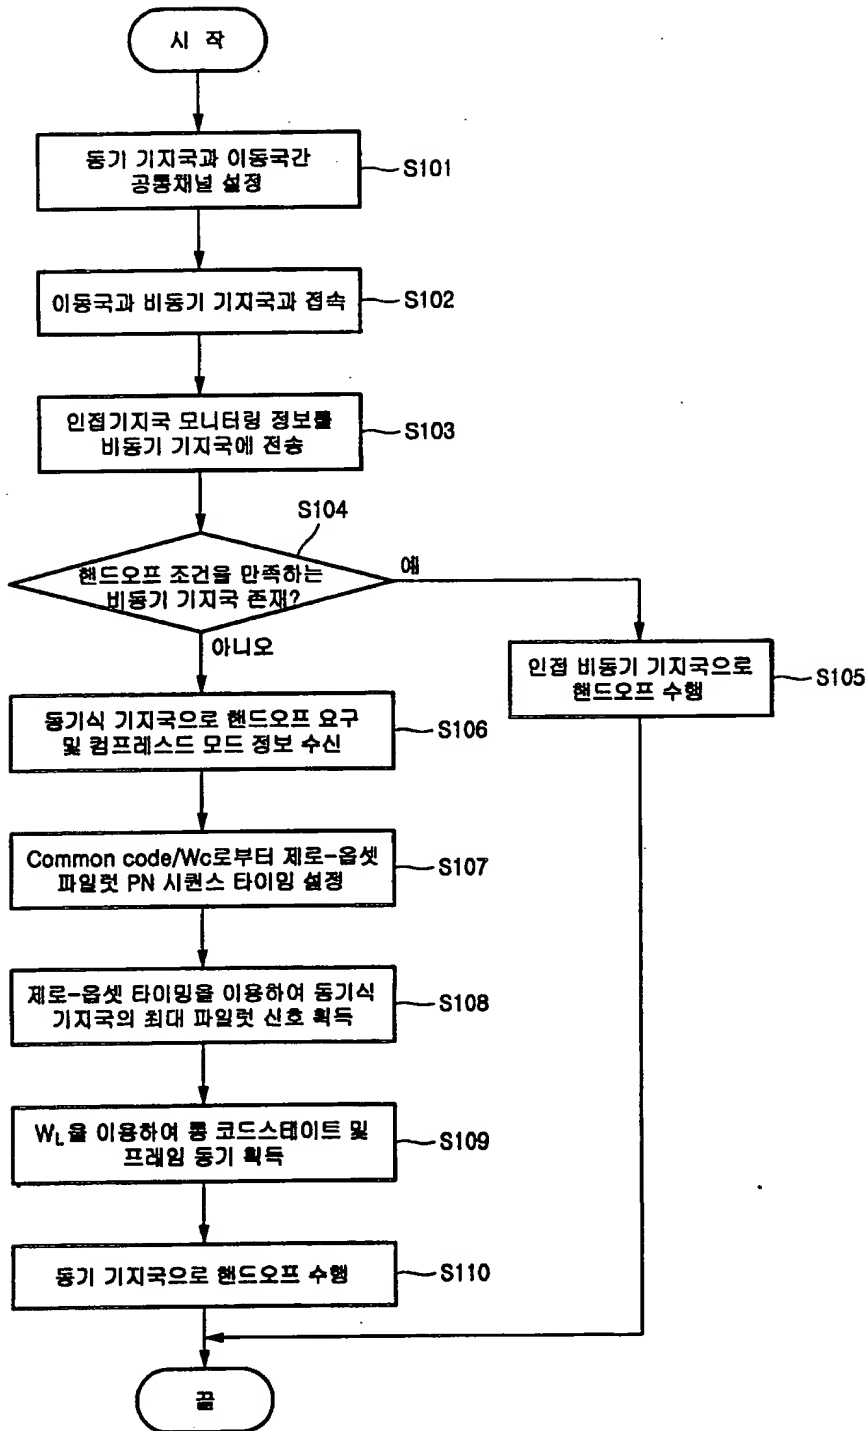 시 작
동기 기지국과 이동국간
공통채널 설정
S101
이동국과 비동기 기지국과 접속
S102
인접기지국 모니터링 정보를
비동기 기지국에 전송
S103
S104
핸드오프 조건을 만족하는
비동기 기지국 존재?
예
아니오
인접 비동기 기지국으로
핸드오프 수행
S105
동기식 기지국으로 핸드오프 요구
및 컴프레스드 모드 정보 수신
S106
Common code/Wc로부터 제로-옵셋
파일럿 PN 시퀀스 타이밍 설정
S107
제로-옵셋 타이밍을 이용하여 동기식
기지국의 최대 파일럿 신호 획득
S108
WL을 이용하여 롱 코드스테이트 및
프레임 동기 획득
S109
동기 기지국으로 핸드오프 수행
S110
끝